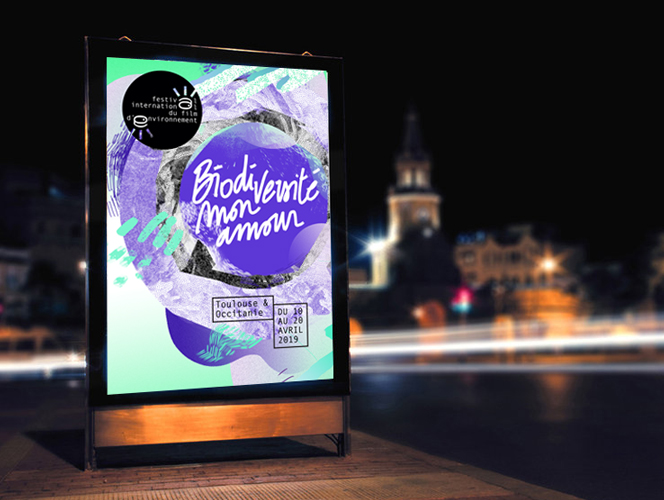 festival
international
du film
d'environnement
Biodiversité
mon
amour
Toulouse &
Occitanie
DU 10
AU 20
AVRIL
2019